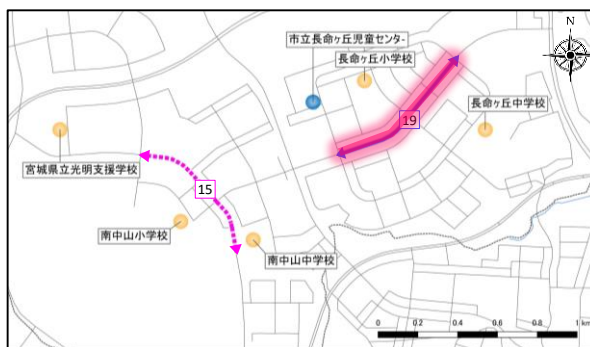 市立長命ヶ丘児童センター
長命ヶ丘小学校
N
長命ヶ丘中学校
19
宮城県立光明支援学校
15
南中山小学校
南中山中学校
0 0.2 0.4 0.6 0.8 1 km